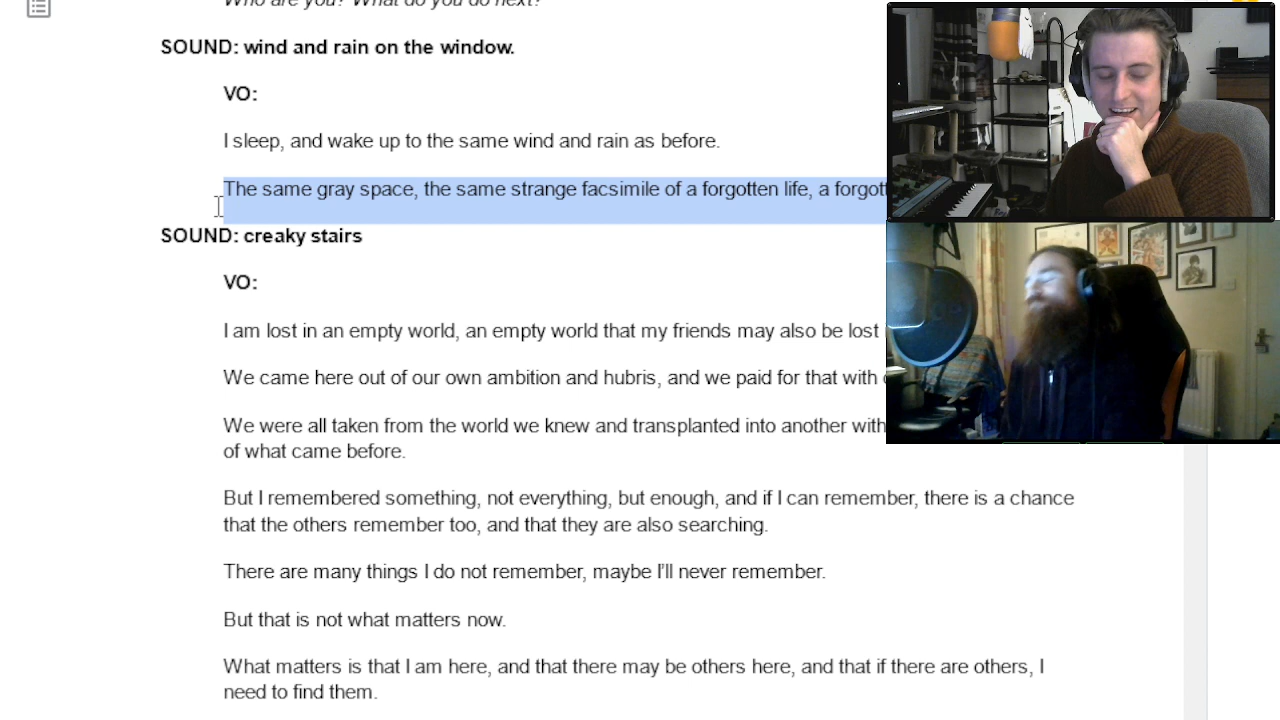 Who are you? What do you do next?
SOUND: wind and rain on the window.
VO:
I sleep, and wake up to the same wind and rain as before.
The same gray space, the same strange facsimile of a forgotten life, a
SOUND: creaky stairs
VO:
I am lost in an empty world, an empty world that my friends may also be lost
We came here out of our own ambition and hubris, and we paid for that with
We were all taken from the world we knew and transplanted into another with
of what came before.
But I remembered something, not everything, but enough, and if I can remember, there is a chance
that the others remember too, and that they are also searching.
There are many things I do not remember, maybe I'll never remember.
But that is not what matters now.
What matters is that I am here, and that there may be others here, and that if there are others, I
need to find them.